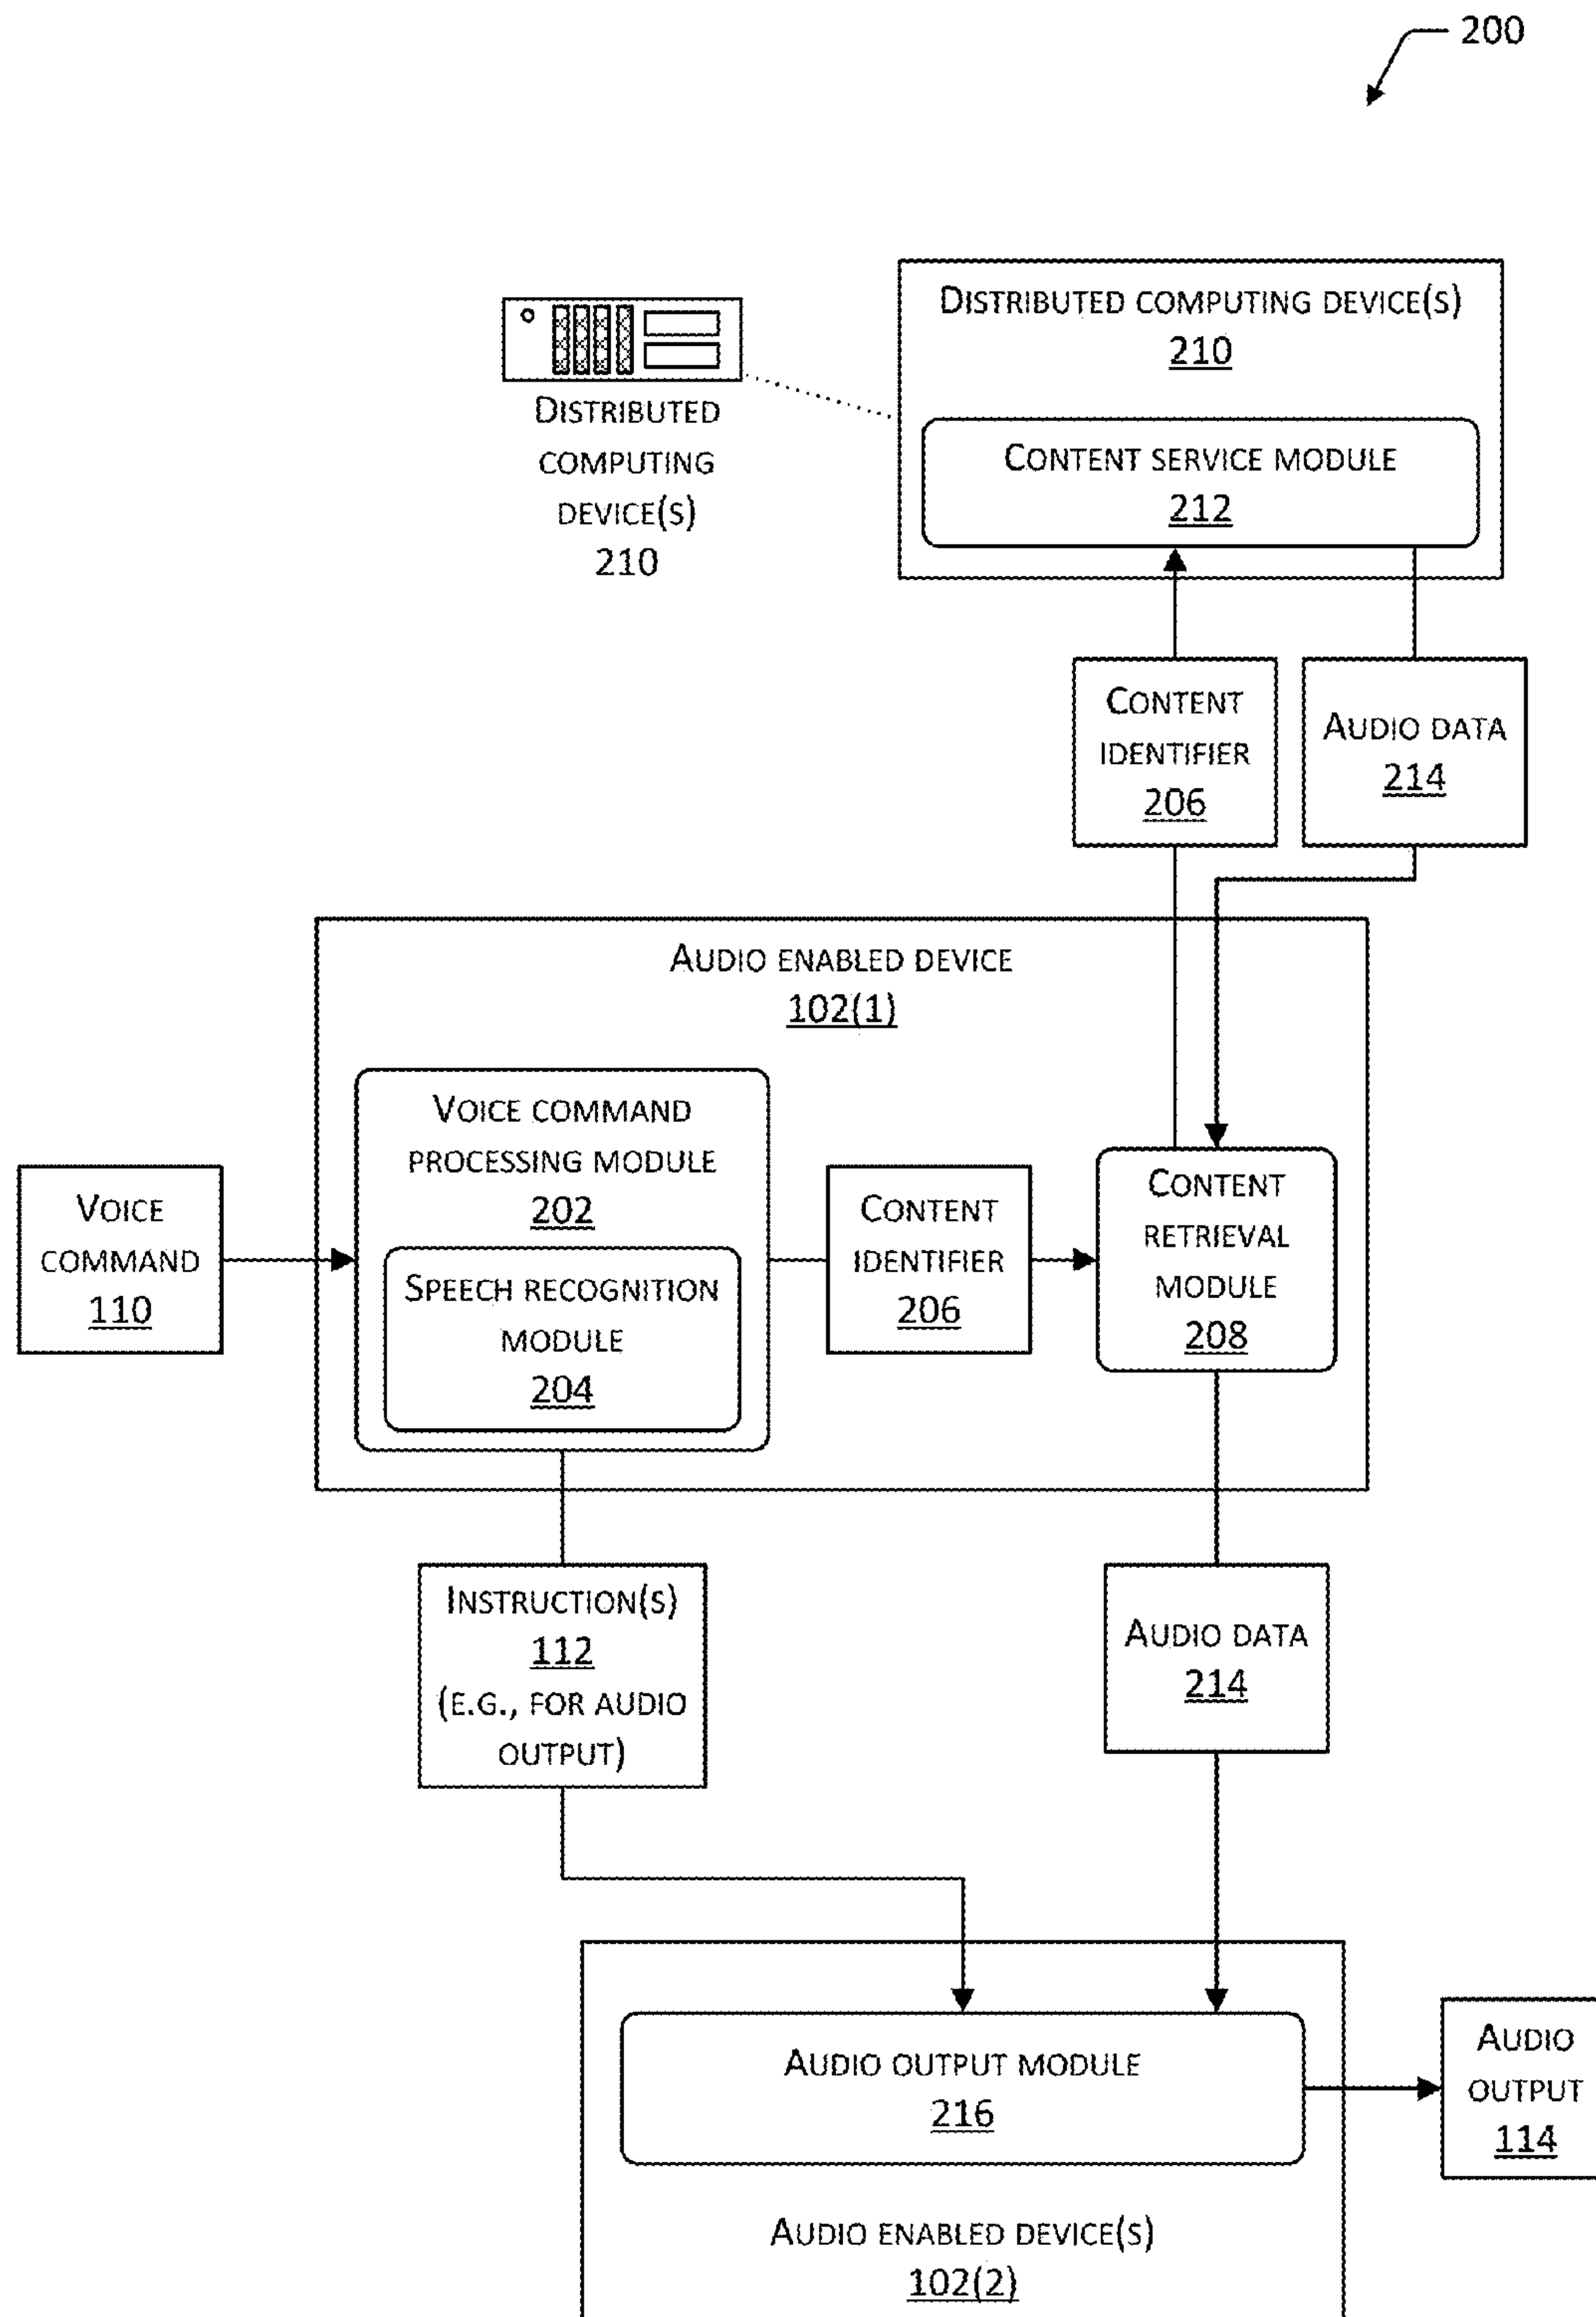 200
DISTRIBUTED COMPUTING DEVICE(S)
210
CONTENT SERVICE MODULE
212
DISTRIBUTED
COMPUTING
DEVICE(S)
210
CONTENT
IDENTIFIER
206
AUDIO DATA
214
AUDIO ENABLED DEVICE
102(1)
VOICE COMMAND
PROCESSING MODULE
202
SPEECH RECOGNITION
MODULE
204
VOICE
COMMAND
110
CONTENT
IDENTIFIER
206
CONTENT
RETRIEVAL
MODULE
208
INSTRUCTION(S)
112
(E.G., FOR AUDIO
OUTPUT)
AUDIO DATA
214
AUDIO OUTPUT MODULE
216
AUDIO
OUTPUT
114
AUDIO ENABLED DEVICE(S)
102(2)